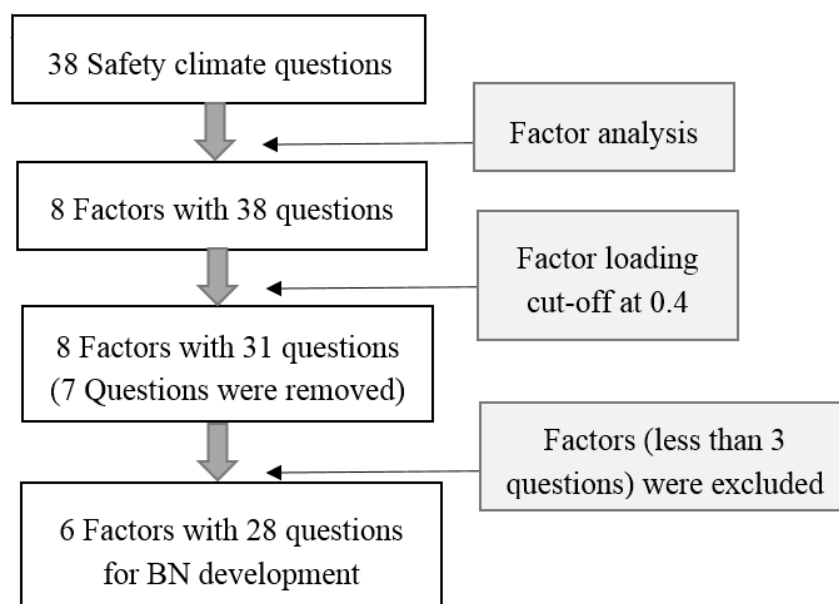 38 Safety climate questions
Factor analysis
8 Factors with 38 questions
Factor loading
cut-off at 0.4
8 Factors with 31 questions
(7 Questions were removed)
Factors (less than 3
questions) were excluded
6 Factors with 28 questions
for BN development